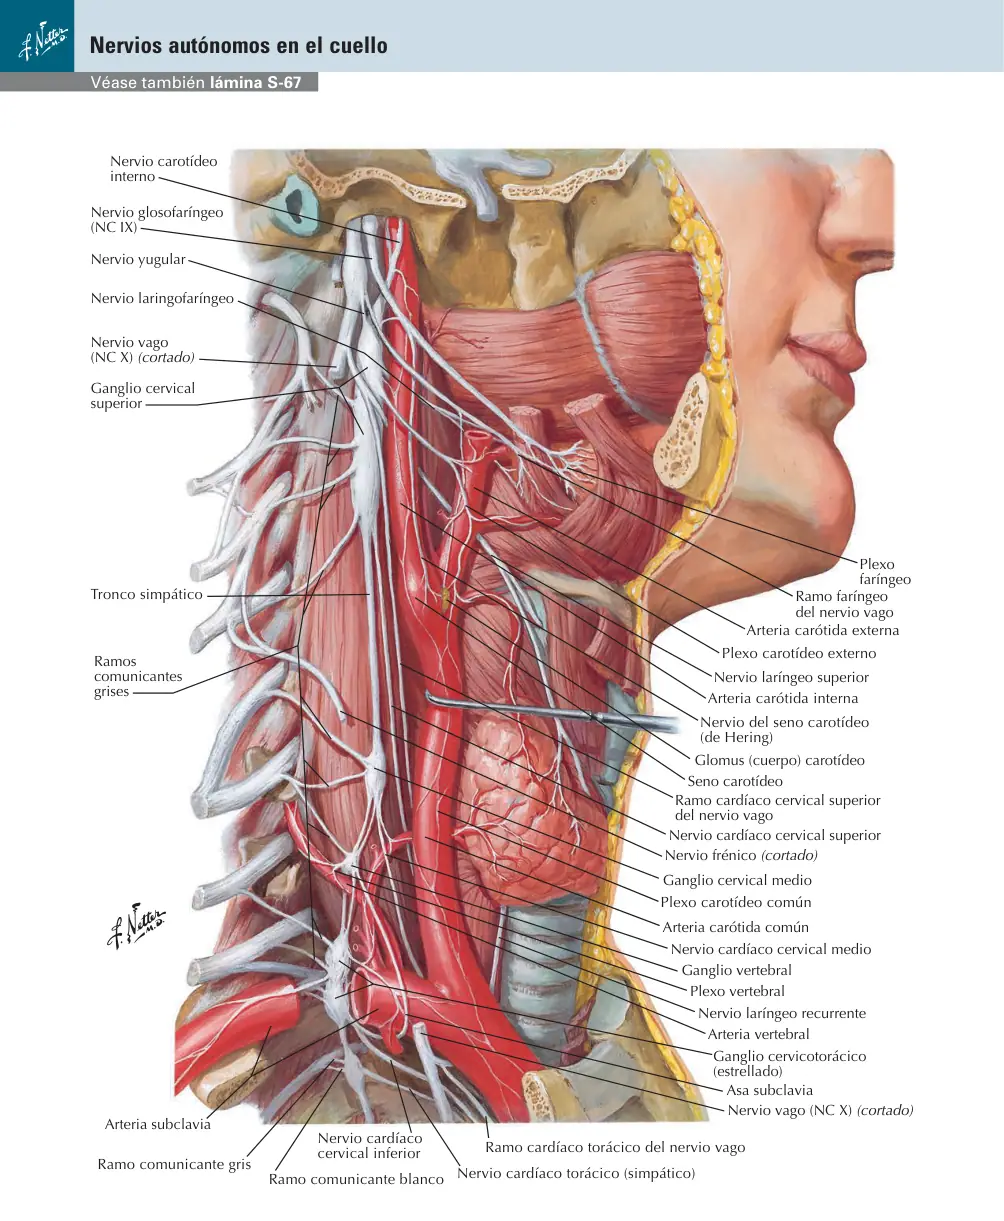 F. Netter M.D.
Nervios autónomos en el cuello
Véase también lámina S-67
Nervio carotídeo
interno
Nervio glosofaríngeo
(NC IX)
Nervio yugular
Nervio laringofaríngeo
Nervio vago
(NC X) (cortado)
Ganglio cervical
superior
Tronco simpático
Ramos
comunicantes
grises
F. Netter M.D.
Plexo
faríngeo
Ramo faríngeo
del nervio vago
Arteria carótida externa
Plexo carotídeo externo
Nervio laríngeo superior
Arteria carótida interna
Nervio del seno carotídeo
(de Hering)
Glomus (cuerpo) carotídeo
Seno carotídeo
Ramo cardíaco cervical superior
del nervio vago
Nervio cardíaco cervical superior
Nervio frénico (cortado)
Ganglio cervical medio
Plexo carotídeo común
Arteria carótida común
Nervio cardíaco cervical medio
Ganglio vertebral
Plexo vertebral
Nervio laríngeo recurrente
Arteria vertebral
Ganglio cervicotorácico
(estrellado)
Asa subclavia
Nervio vago (NC X) (cortado)
Arteria subclavia
Ramo comunicante gris
Nervio cardíaco
cervical inferior
Ramo comunicante blanco
Ramo cardíaco torácico del nervio vago
Nervio cardíaco torácico (simpático)